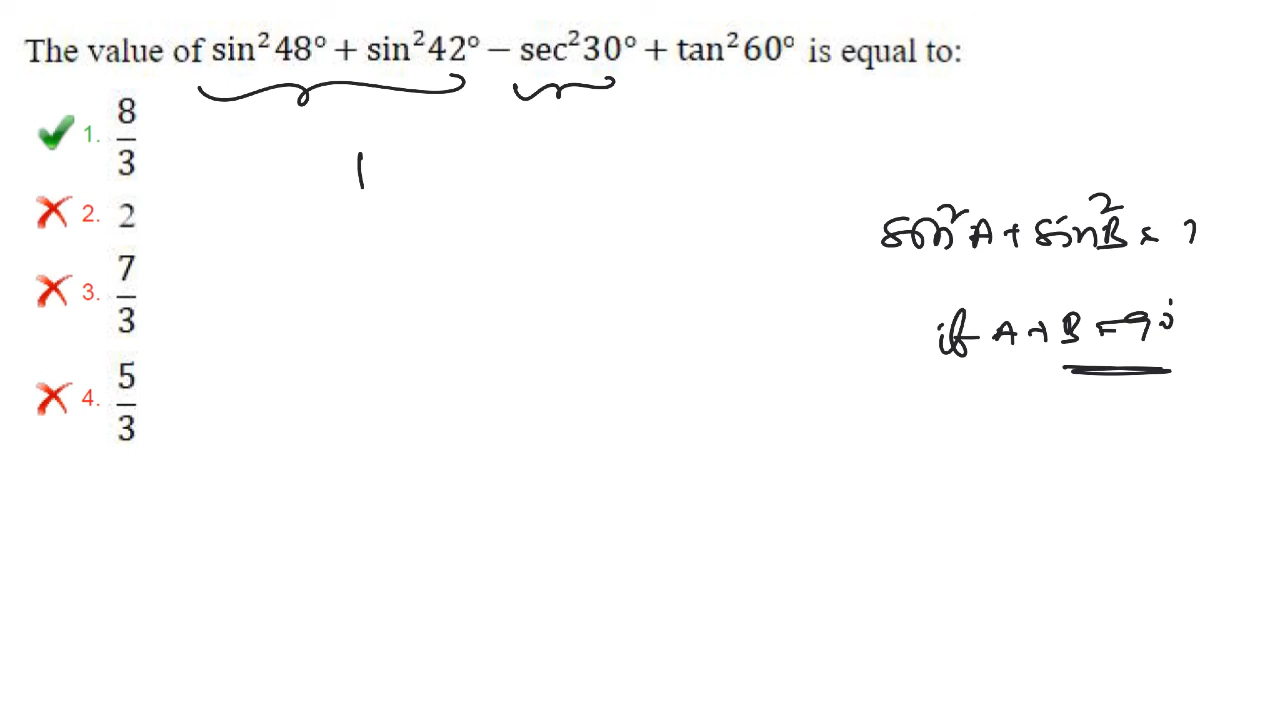 The value of sin²48° + sin²42° − sec²30° + tan²60° is equal to:
1. 8/3
2. 2
3. 7/3
4. 5/3
1
sin²A + sin²B = 1
if A + B = 90°